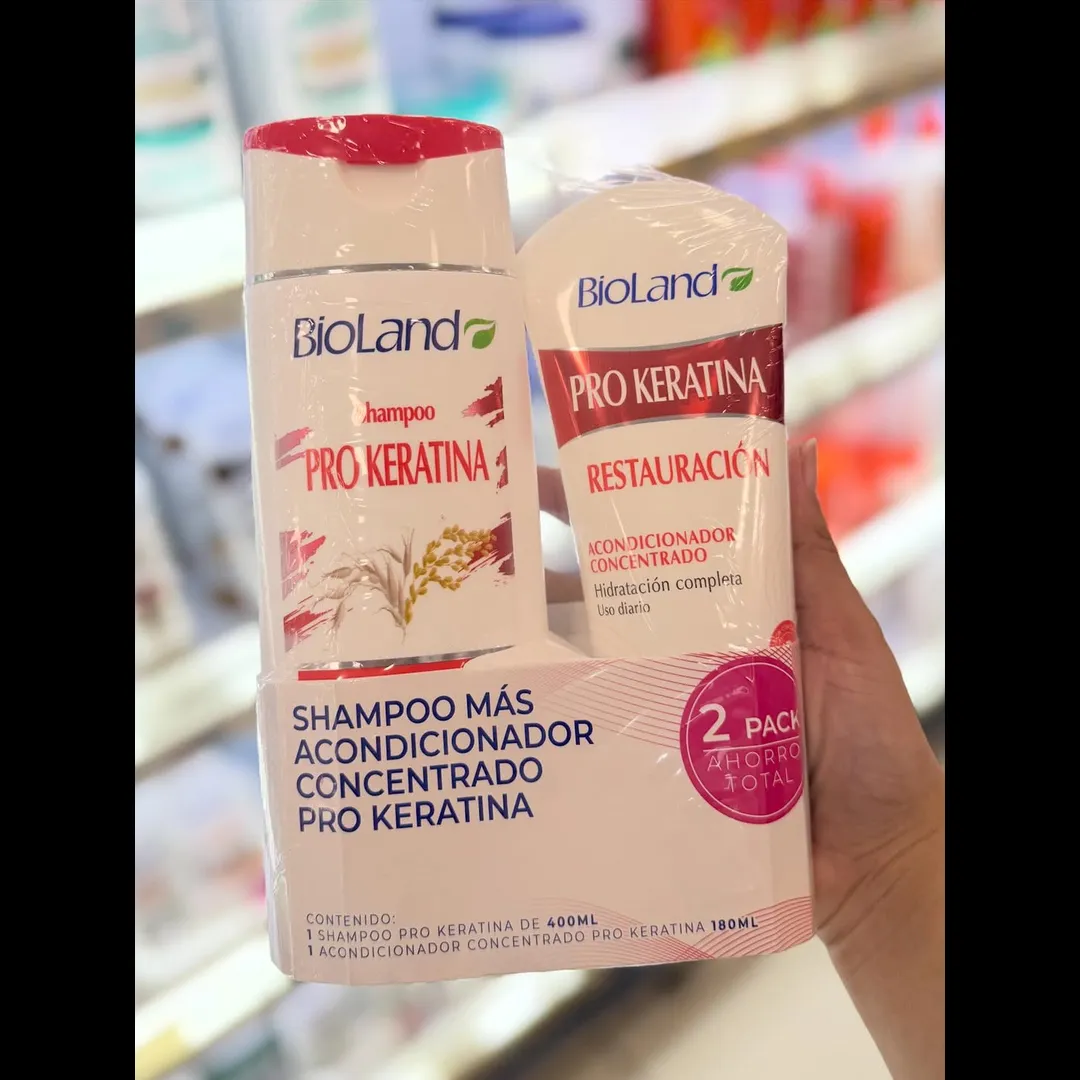 BioLand
Shampoo
PRO KERATINA
BioLand
PRO KERATINA
RESTAURACIÓN
ACONDICIONADOR
CONCENTRADO
Hidratación completa
Uso diario
SHAMPOO MÁS
ACONDICIONADOR
CONCENTRADO
PRO KERATINA
2 PACK
AHORRO
TOTAL
CONTENIDO:
1 SHAMPOO PRO KERATINA DE 400ML
1 ACONDICIONADOR CONCENTRADO PRO KERATINA 180ML